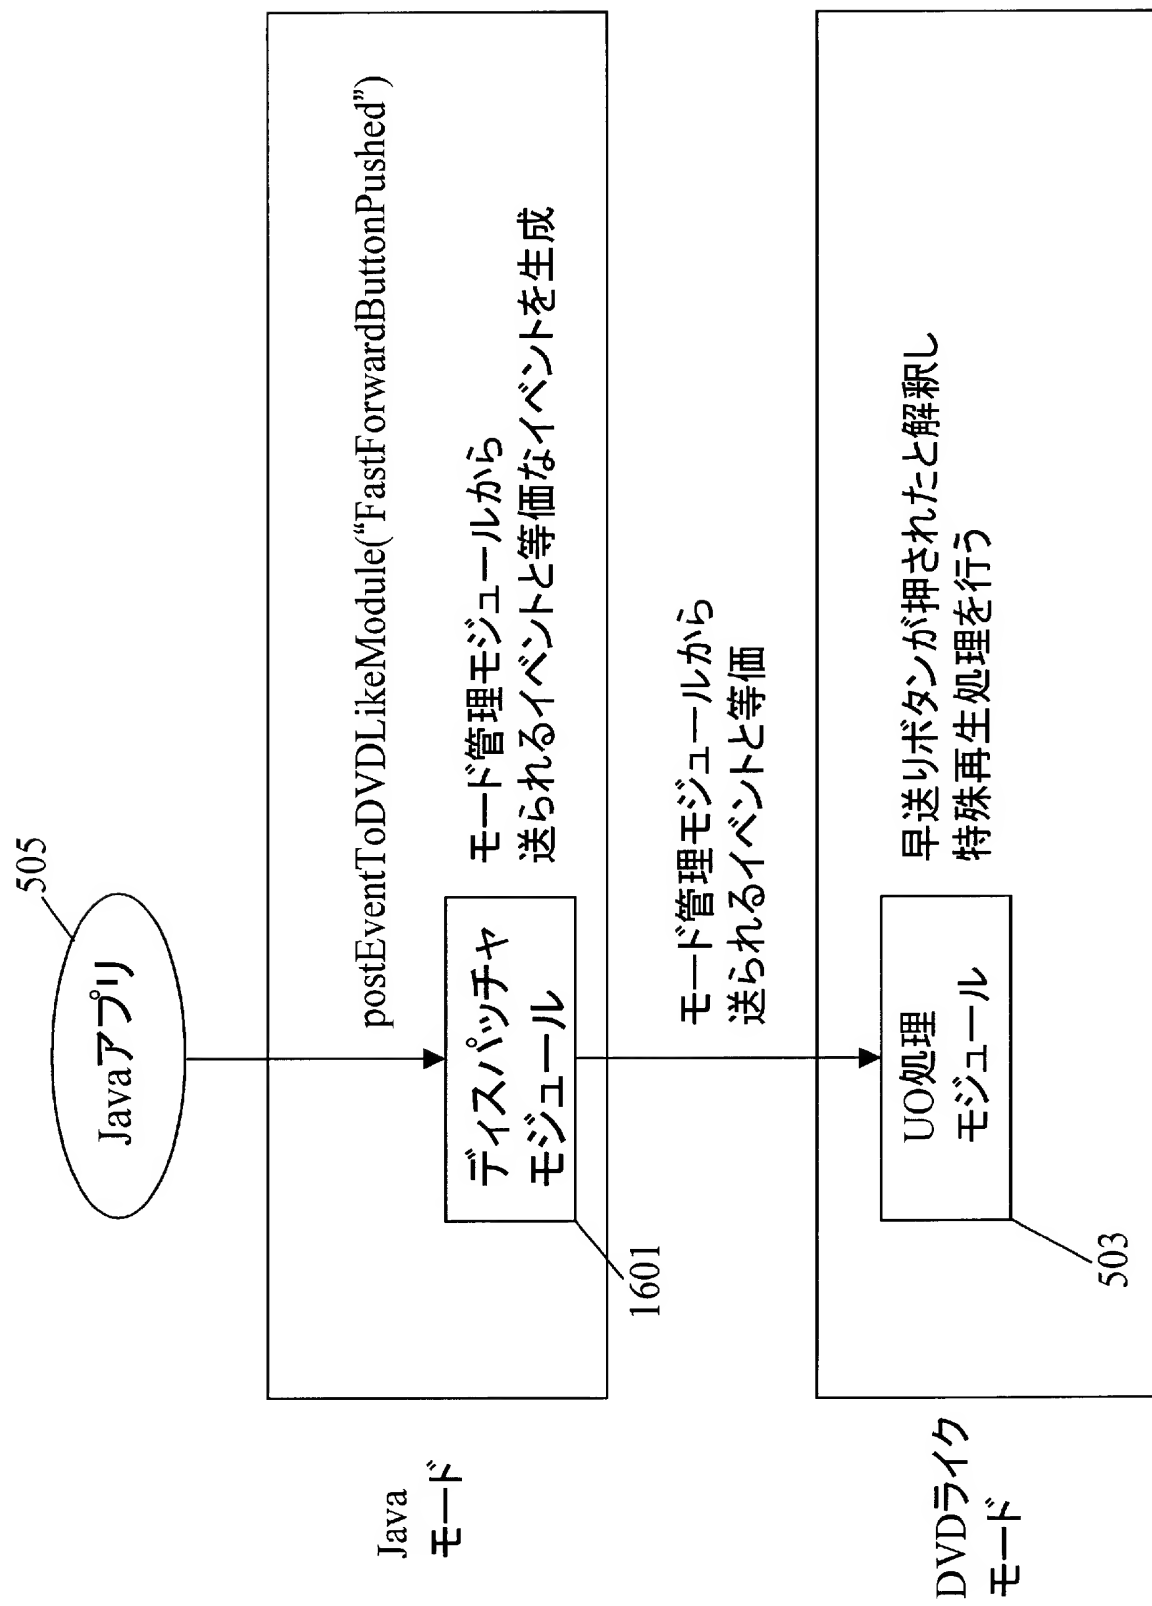 505
Javaアプリ
Java
モード
postEventToDVDLikeModule(“FastForwardButtonPushed”)
ディスパッチャ
モジュール
モード管理モジュールから
送られるイベントと等価なイベントを生成
1601
モード管理モジュールから
送られるイベントと等価
DVDライク
モード
UO処理
モジュール
早送りボタンが押されたと解釈し
特殊再生処理を行う
503